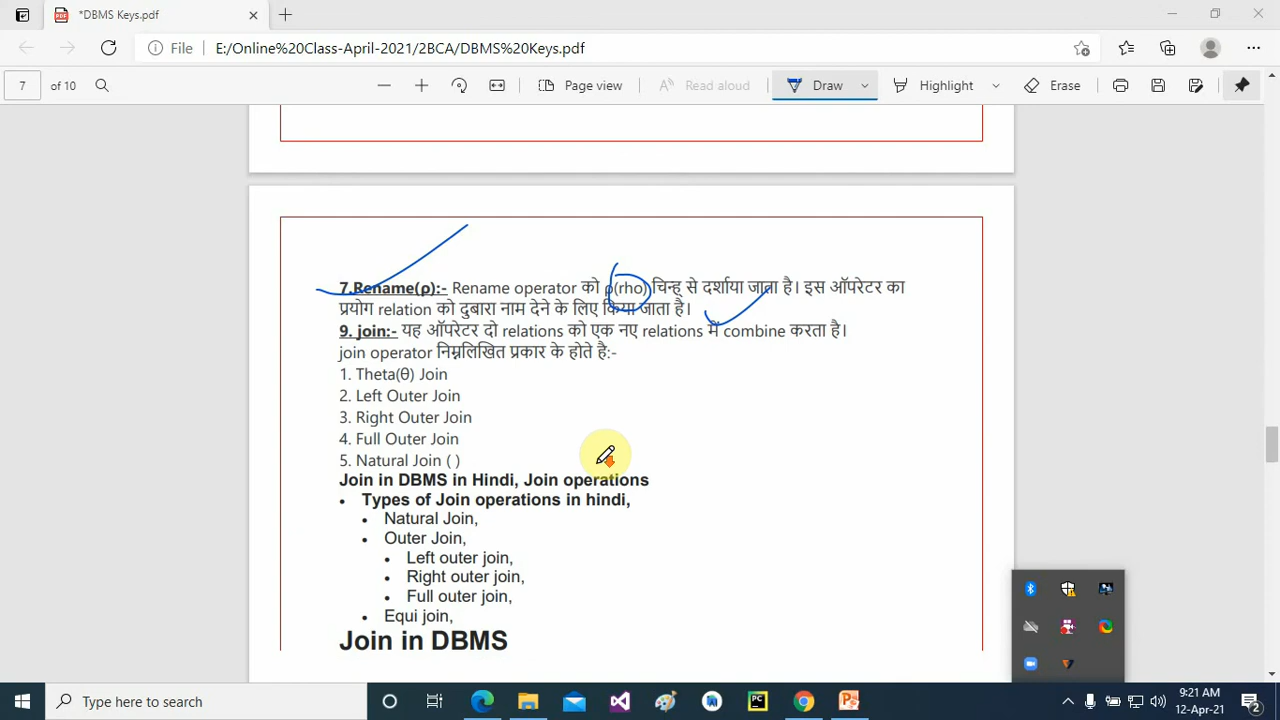 *DBMS Keys.pdf
File E:/Online%20Class-April-2021/2BCA/DBMS%20Keys.pdf
7 of 10 Page view Read aloud Draw Highlight Erase
7.Rename(ρ):- Rename operator को ρ(rho) चिन्ह् से दर्शाया जाता है। इस ऑपरेटर का
प्रयोग relation को दुबारा नाम देने के लिए किया जाता है।
9. join:- यह ऑपरेटर दो relations को एक नए relations में combine करता है।
join operator निम्नलिखित प्रकार के होते है:-
1. Theta(θ) Join
2. Left Outer Join
3. Right Outer Join
4. Full Outer Join
5. Natural Join ( )
Join in DBMS in Hindi, Join operations
• Types of Join operations in hindi,
• Natural Join,
• Outer Join,
• Left outer join,
• Right outer join,
• Full outer join,
• Equi join,
Join in DBMS
Type here to search
9:21 AM
12-Apr-21
2